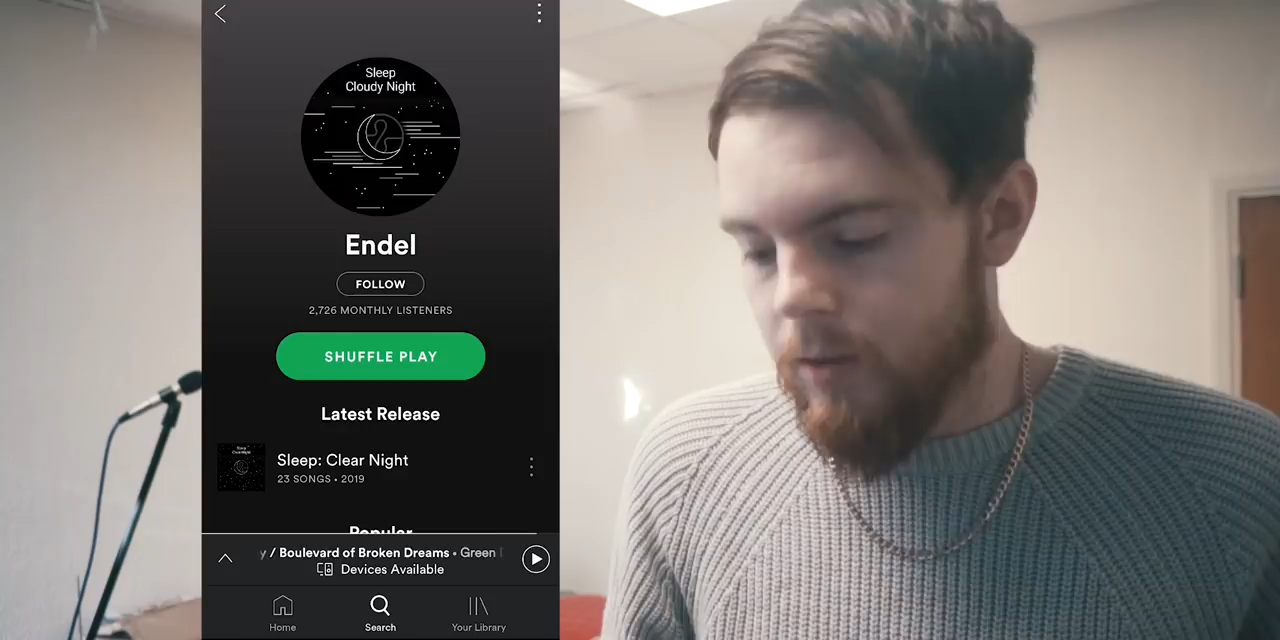 Sleep
Cloudy Night
Endel
FOLLOW
2,726 MONTHLY LISTENERS
SHUFFLE PLAY
Latest Release
Sleep: Clear Night
23 SONGS • 2019
Popular
y / Boulevard of Broken Dreams • Green
Devices Available
Home
Search
Your Library